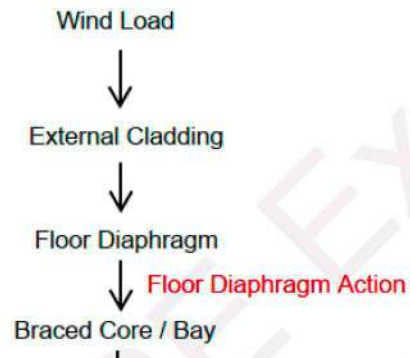 Wind Load
External Cladding
Floor Diaphragm
Floor Diaphragm Action
Braced Core / Bay